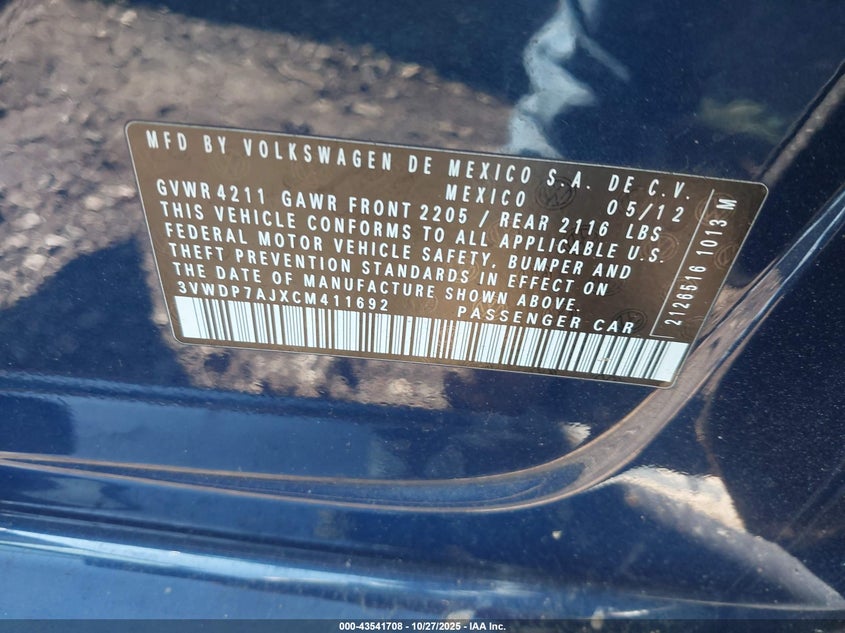 MFD BY VOLKSWAGEN DE MEXICO S.A. DE C.V.
MEXICO 05/12
GVWR 4211 GAWR FRONT 2205 / REAR 2116 LBS
THIS VEHICLE CONFORMS TO ALL APPLICABLE U.S.
FEDERAL MOTOR VEHICLE SAFETY, BUMPER AND
THEFT PREVENTION STANDARDS IN EFFECT ON
THE DATE OF MANUFACTURE SHOWN ABOVE.
3VWDP7AJXCM411692 PASSENGER CAR
2126516 1013 M
000-43541708 • 10/27/2025 - IAA Inc.